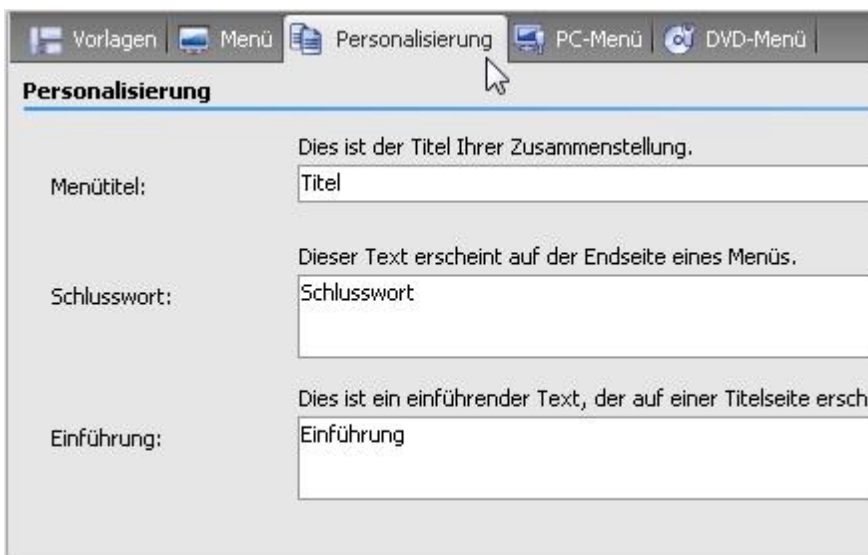 Vorlagen Menü Personalisierung PC-Menü DVD-Menü
Personalisierung
Dies ist der Titel Ihrer Zusammenstellung.
Menütitel: Titel
Dieser Text erscheint auf der Endseite eines Menüs.
Schlusswort: Schlusswort
Dies ist ein einführender Text, der auf einer Titelseite ersch
Einführung: Einführung